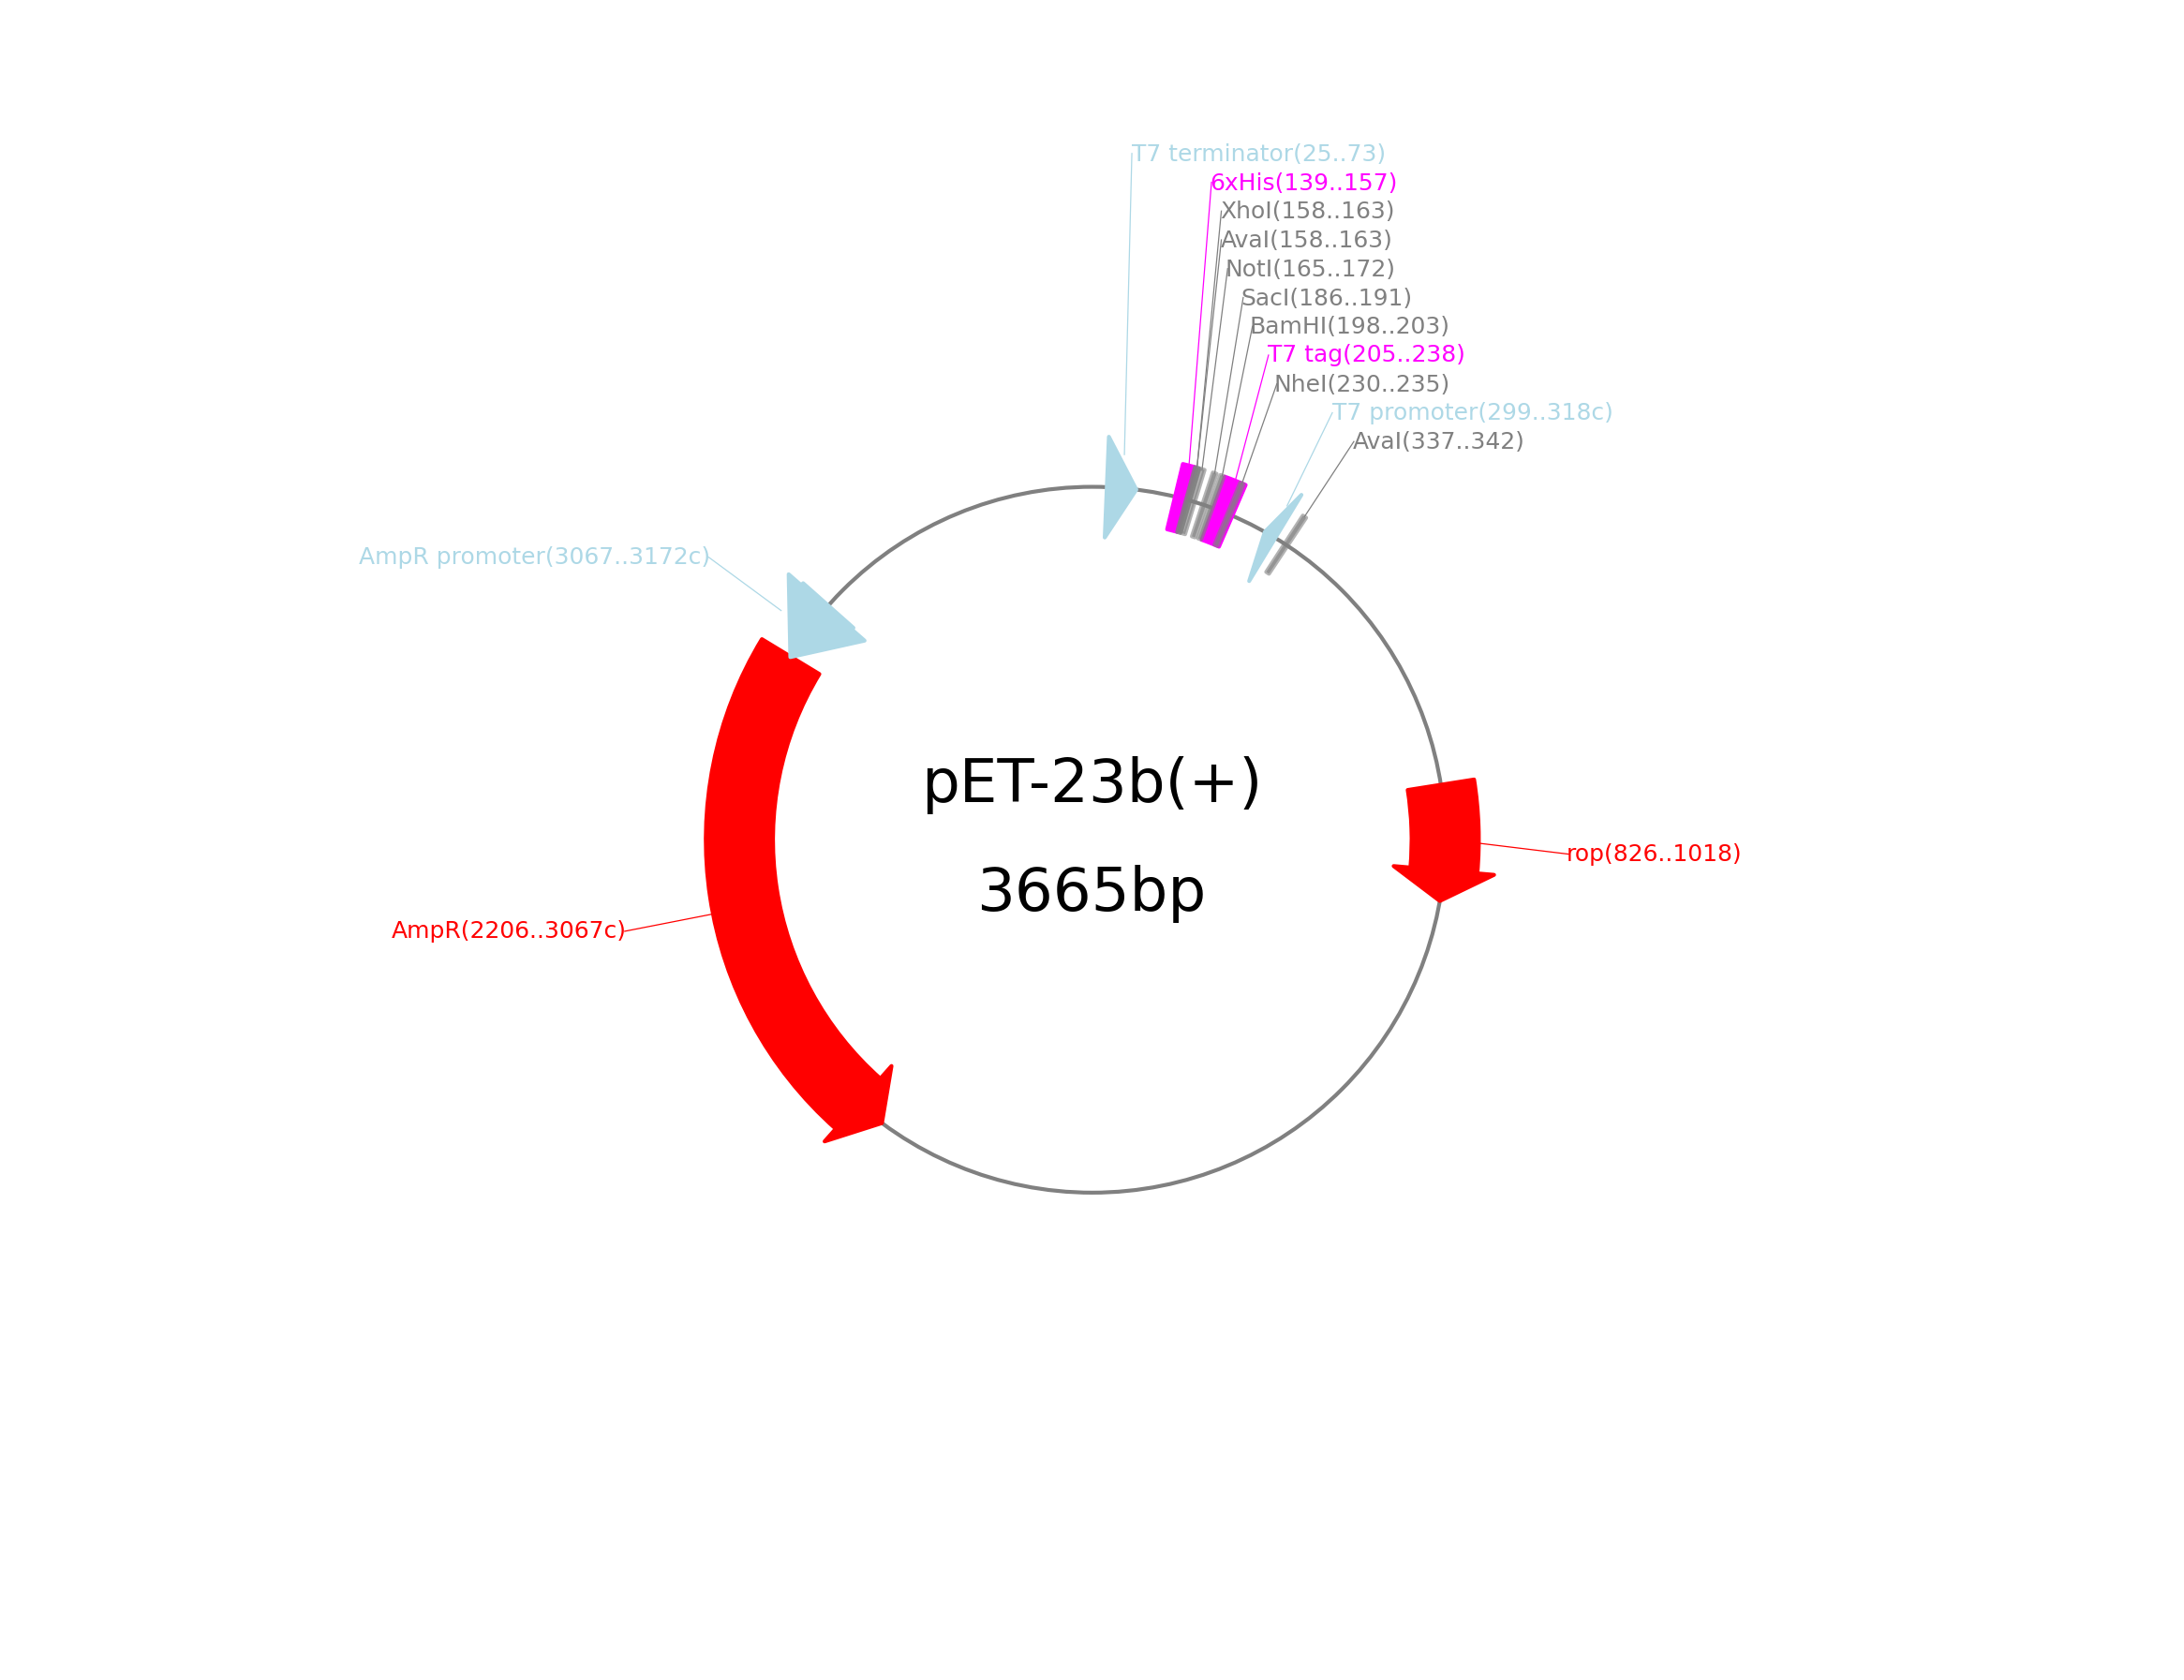 T7 terminator(25..73)
6xHis(139..157)
XhoI(158..163)
AvaI(158..163)
NotI(165..172)
SacI(186..191)
BamHI(198..203)
T7 tag(205..238)
NheI(230..235)
T7 promoter(299..318c)
AvaI(337..342)
AmpR promoter(3067..3172c)
pET-23b(+)
rop(826..1018)
3665bp
AmpR(2206..3067c)